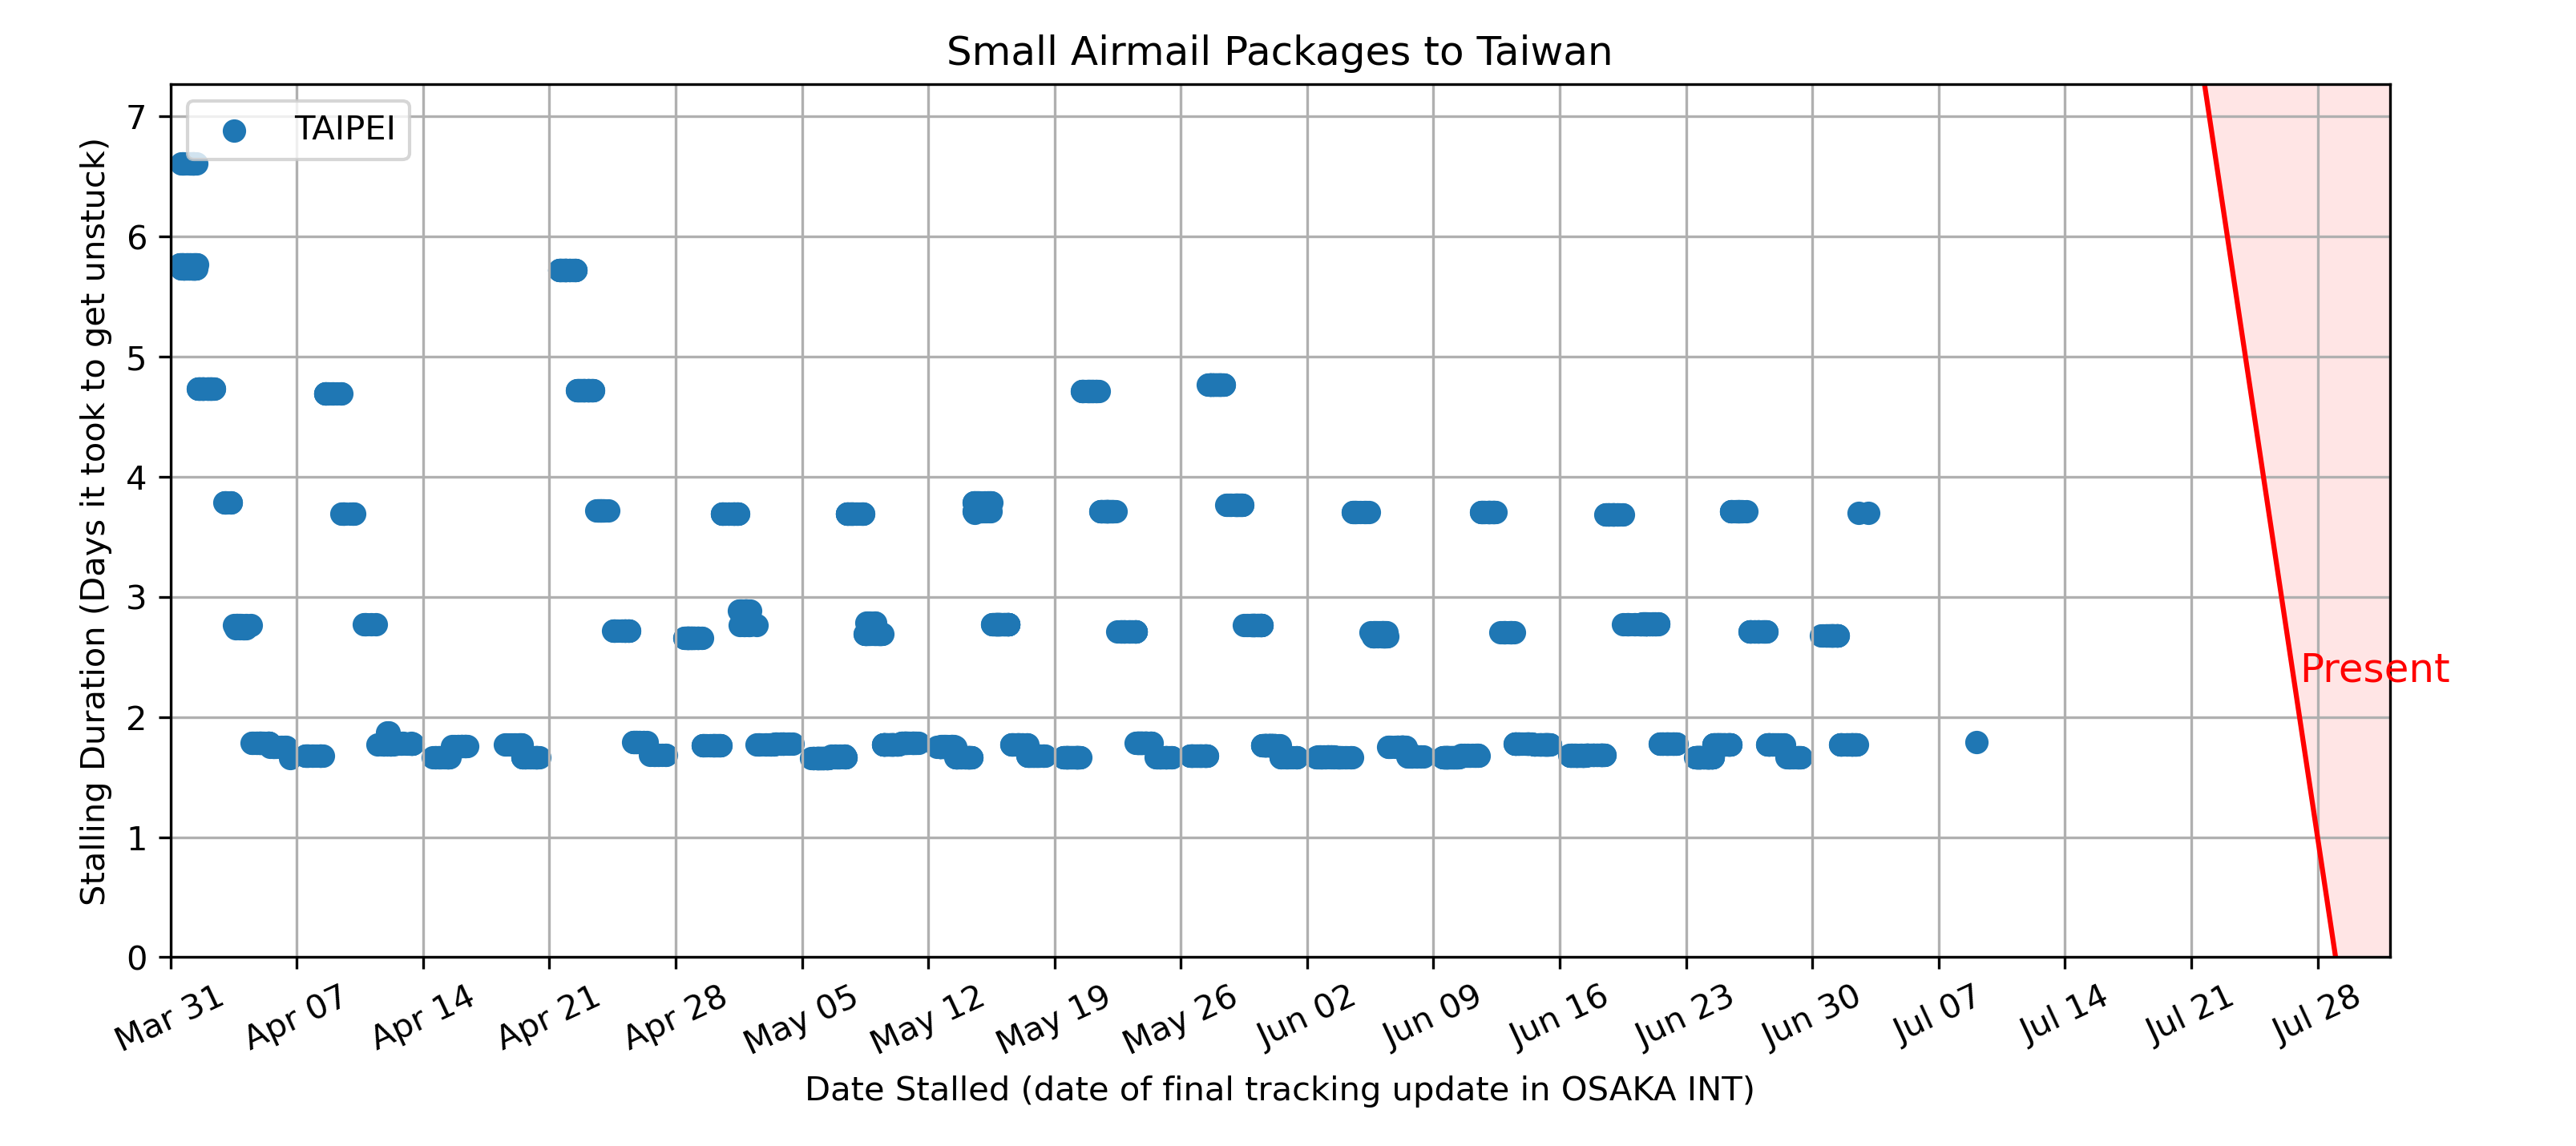 Small Airmail Packages to Taiwan
TAIPEI
7
6
5
4
3
2
1
0
Stalling Duration (Days it took to get unstuck)
Present
Mar 31
Apr 07
Apr 14
Apr 21
Apr 28
May 05
May 12
May 19
May 26
Jun 02
Jun 09
Jun 16
Jun 23
Jun 30
Jul 07
Jul 14
Jul 21
Jul 28
Date Stalled (date of final tracking update in OSAKA INT)